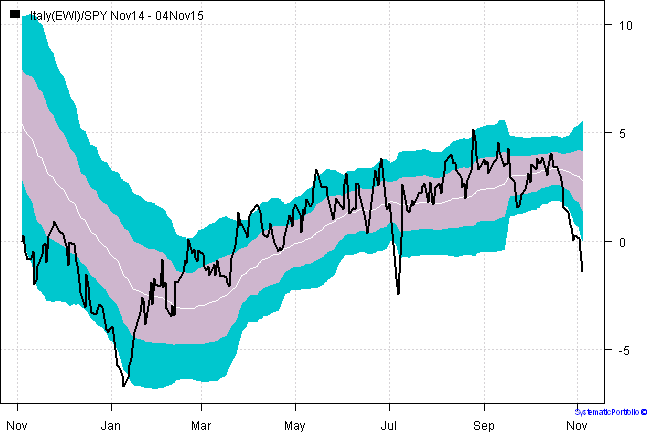 Italy(EWI)/SPY Nov14 - 04Nov15
10
5
0
-5
Nov Jan Mar May Jul Sep Nov
SystematicPortfolio ©